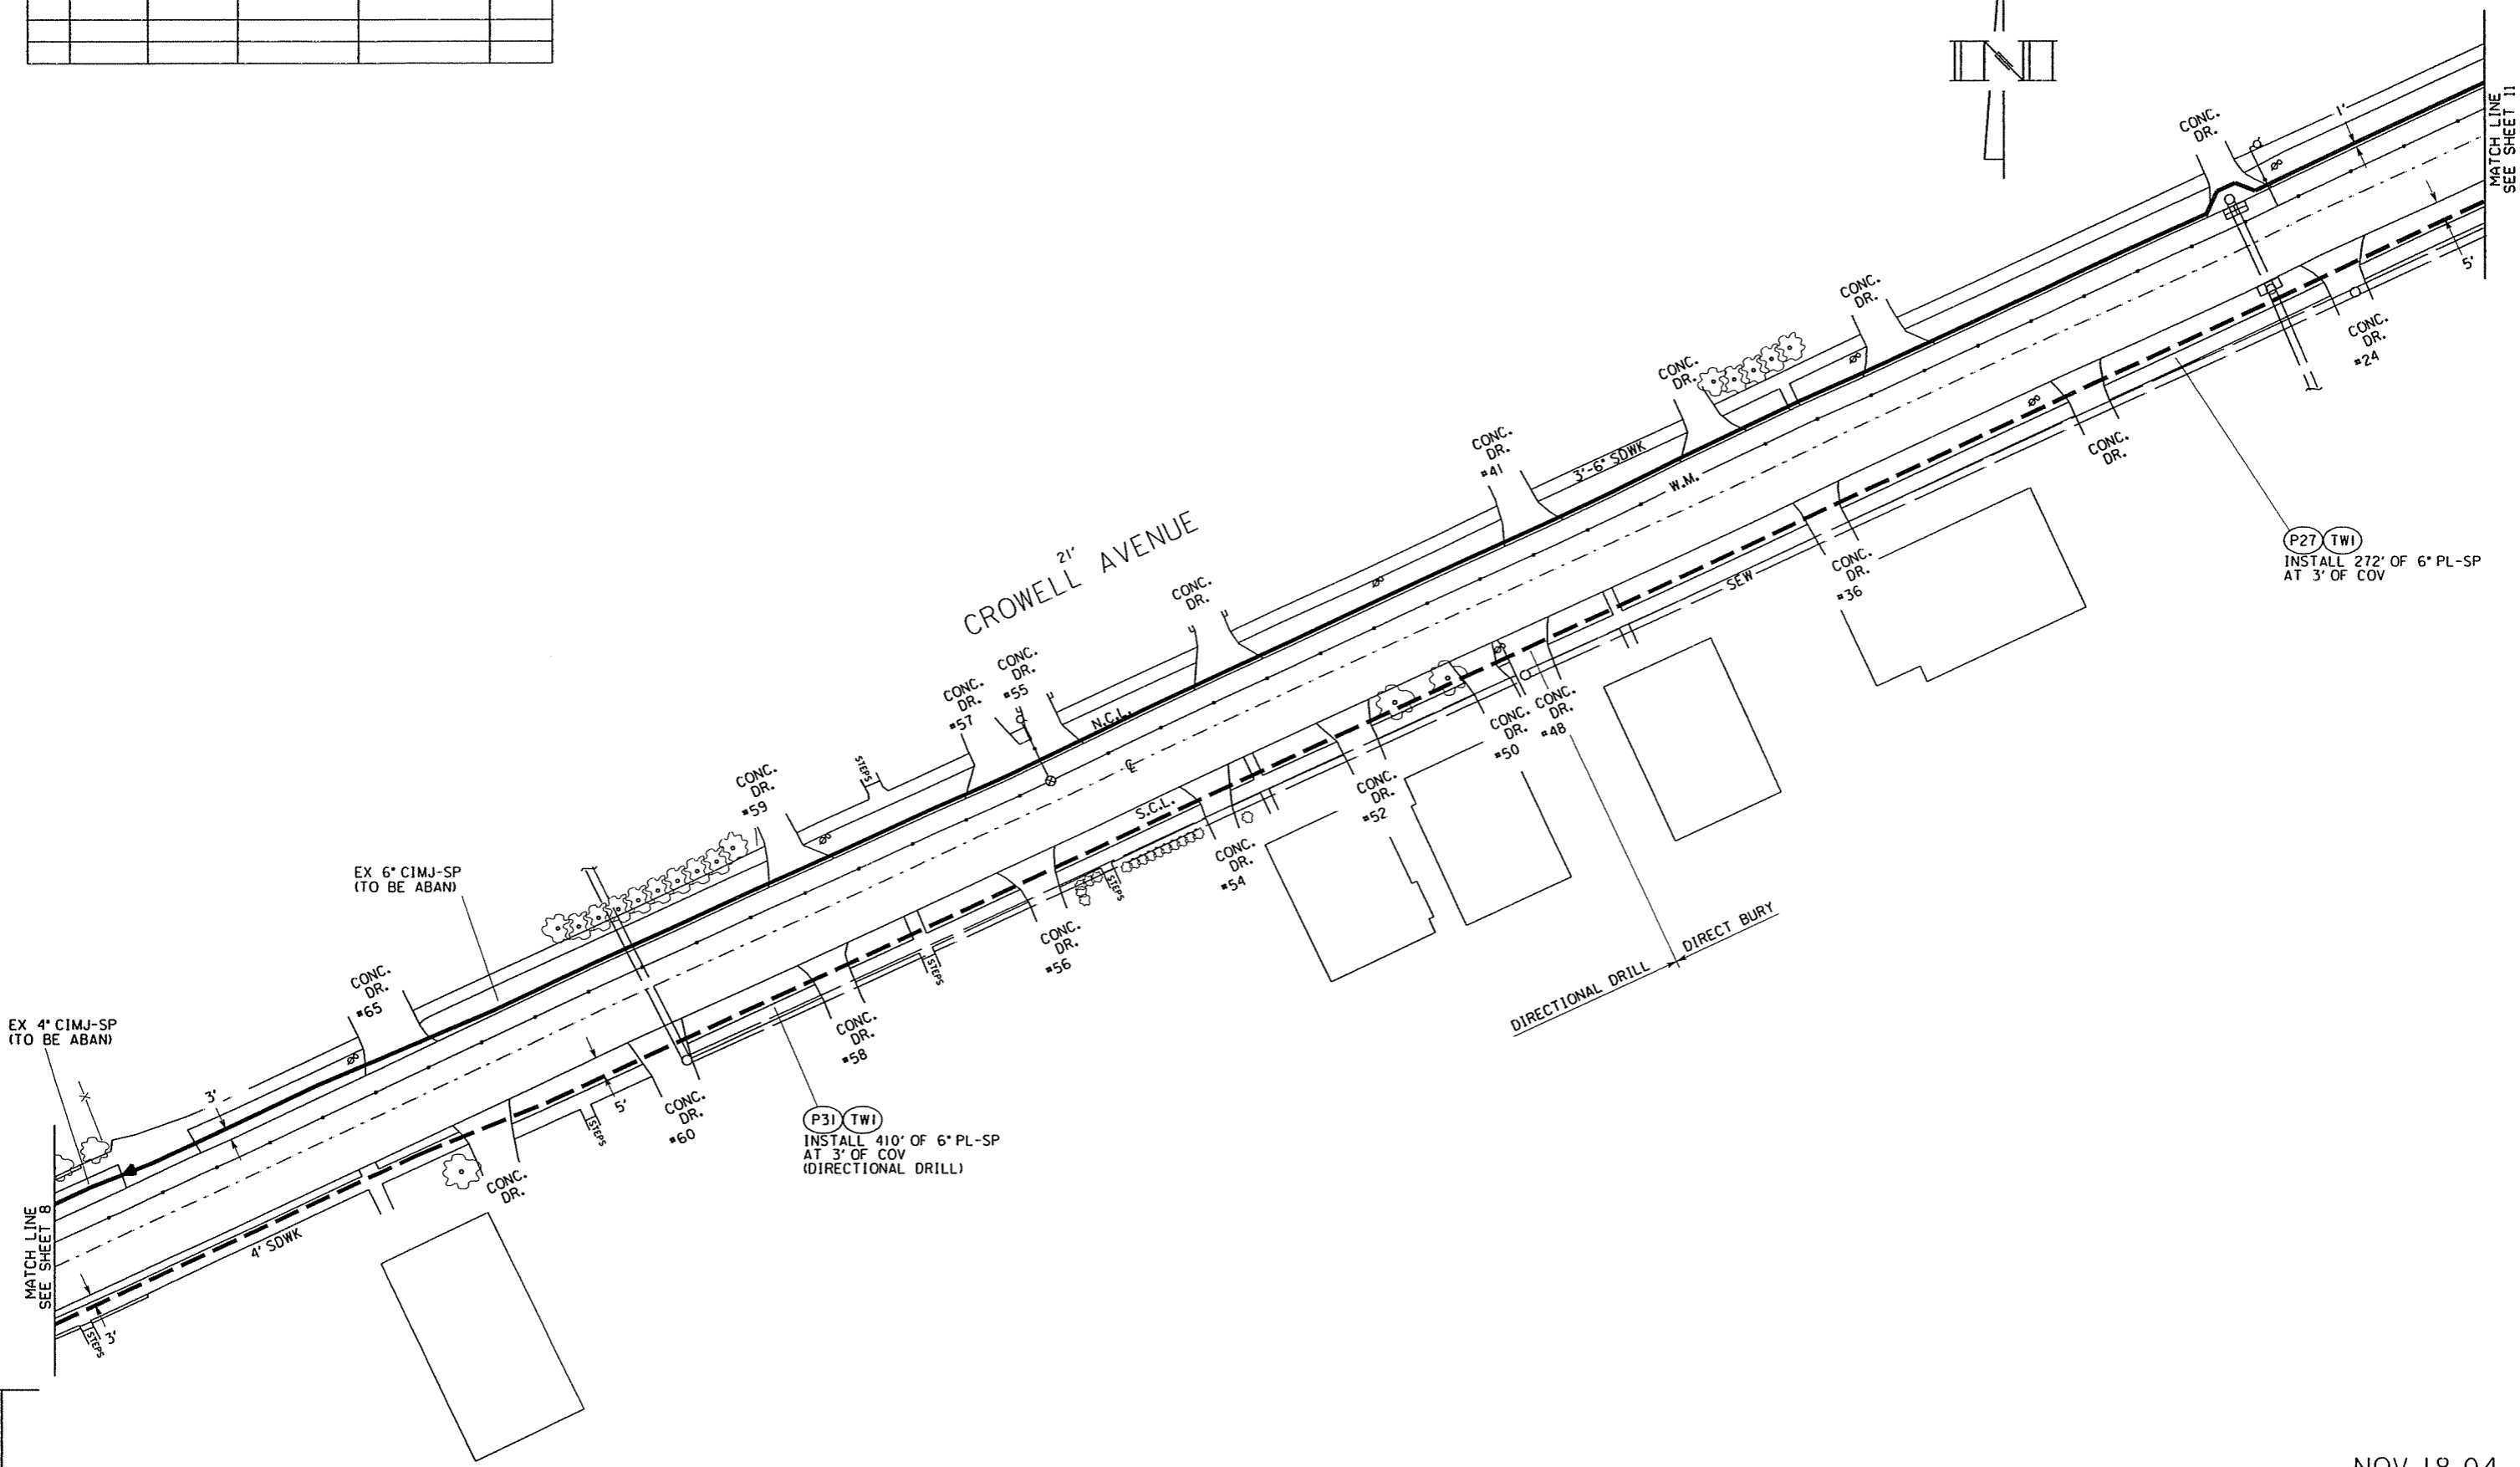 N
MATCH LINE
SEE SHEET 11
1'
CONC.
DR.
5'
CONC.
DR.
CONC.
DR.
#24
CONC.
DR.
CONC.
DR.
#41
3'-6" SDWK
W.M.
CONC.
DR.
P27 TW1
INSTALL 272' OF 6" PL-SP
AT 3' OF COV
21'
CROWELL AVENUE
CONC.
DR.
#36
SEW
CONC.
DR.
CONC.
DR.
#55
CONC.
DR.
#57
N.C.L.
℄
S.C.L.
CONC.
DR.
#48
CONC.
DR.
#50
CONC.
DR.
#52
CONC.
DR.
#54
STEPS
CONC.
DR.
#59
STEPS
DIRECT BURY
DIRECTIONAL DRILL
EX 6" CIMJ-SP
(TO BE ABAN)
CONC.
DR.
#56
STEPS
CONC.
DR.
#65
CONC.
DR.
#58
EX 4" CIMJ-SP
(TO BE ABAN)
3'
5'
STEPS
CONC.
DR.
#60
P31 TW1
INSTALL 410' OF 6" PL-SP
AT 3' OF COV
(DIRECTIONAL DRILL)
CONC.
DR.
4' SDWK
MATCH LINE
SEE SHEET 8
3'
STEPS
NOV 18 04